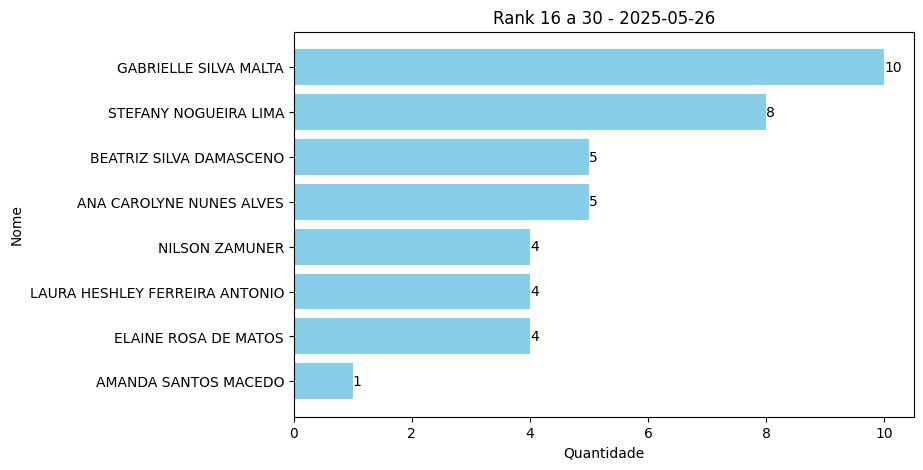 Rank 16 a 30 - 2025-05-26
GABRIELLE SILVA MALTA 10
STEFANY NOGUEIRA LIMA 8
BEATRIZ SILVA DAMASCENO 5
ANA CAROLYNE NUNES ALVES 5
NILSON ZAMUNER 4
LAURA HESHLEY FERREIRA ANTONIO 4
ELAINE ROSA DE MATOS 4
AMANDA SANTOS MACEDO 1
Nome
0 2 4 6 8 10
Quantidade